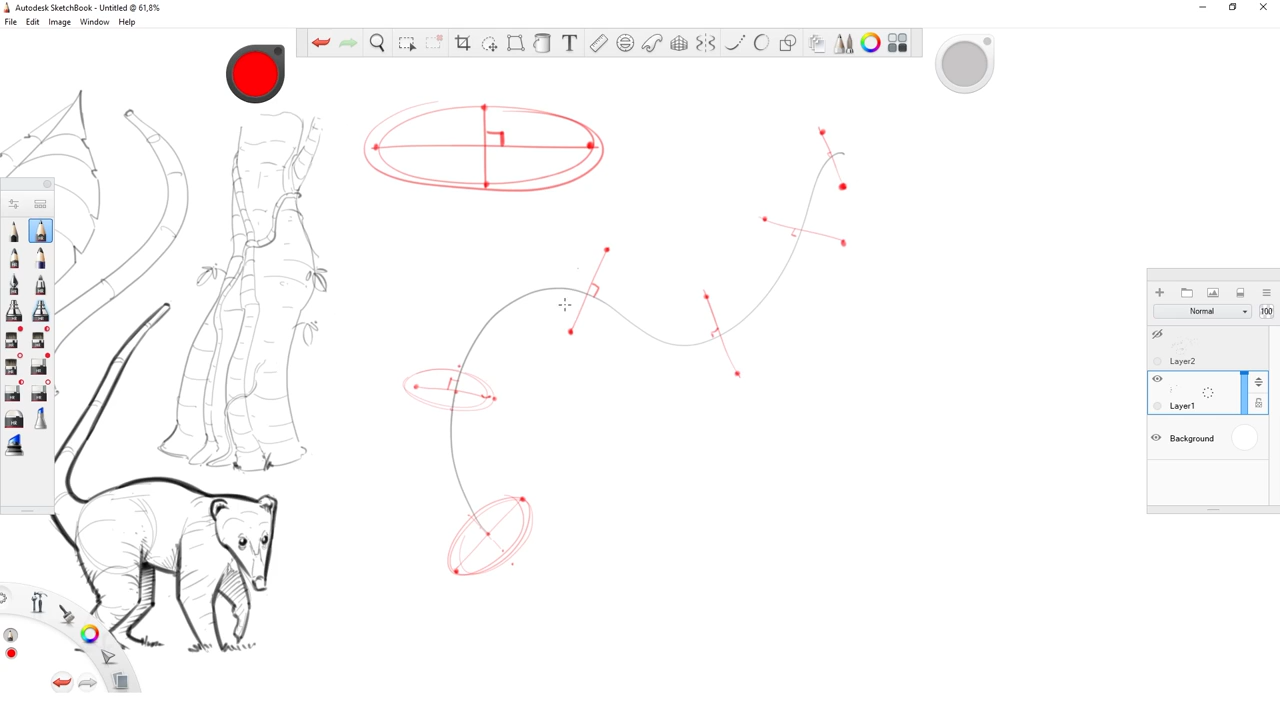 Autodesk SketchBook - Untitled @ 61,8%
File Edit Image Window Help
T
Normal
100
Layer2
Layer1
Background